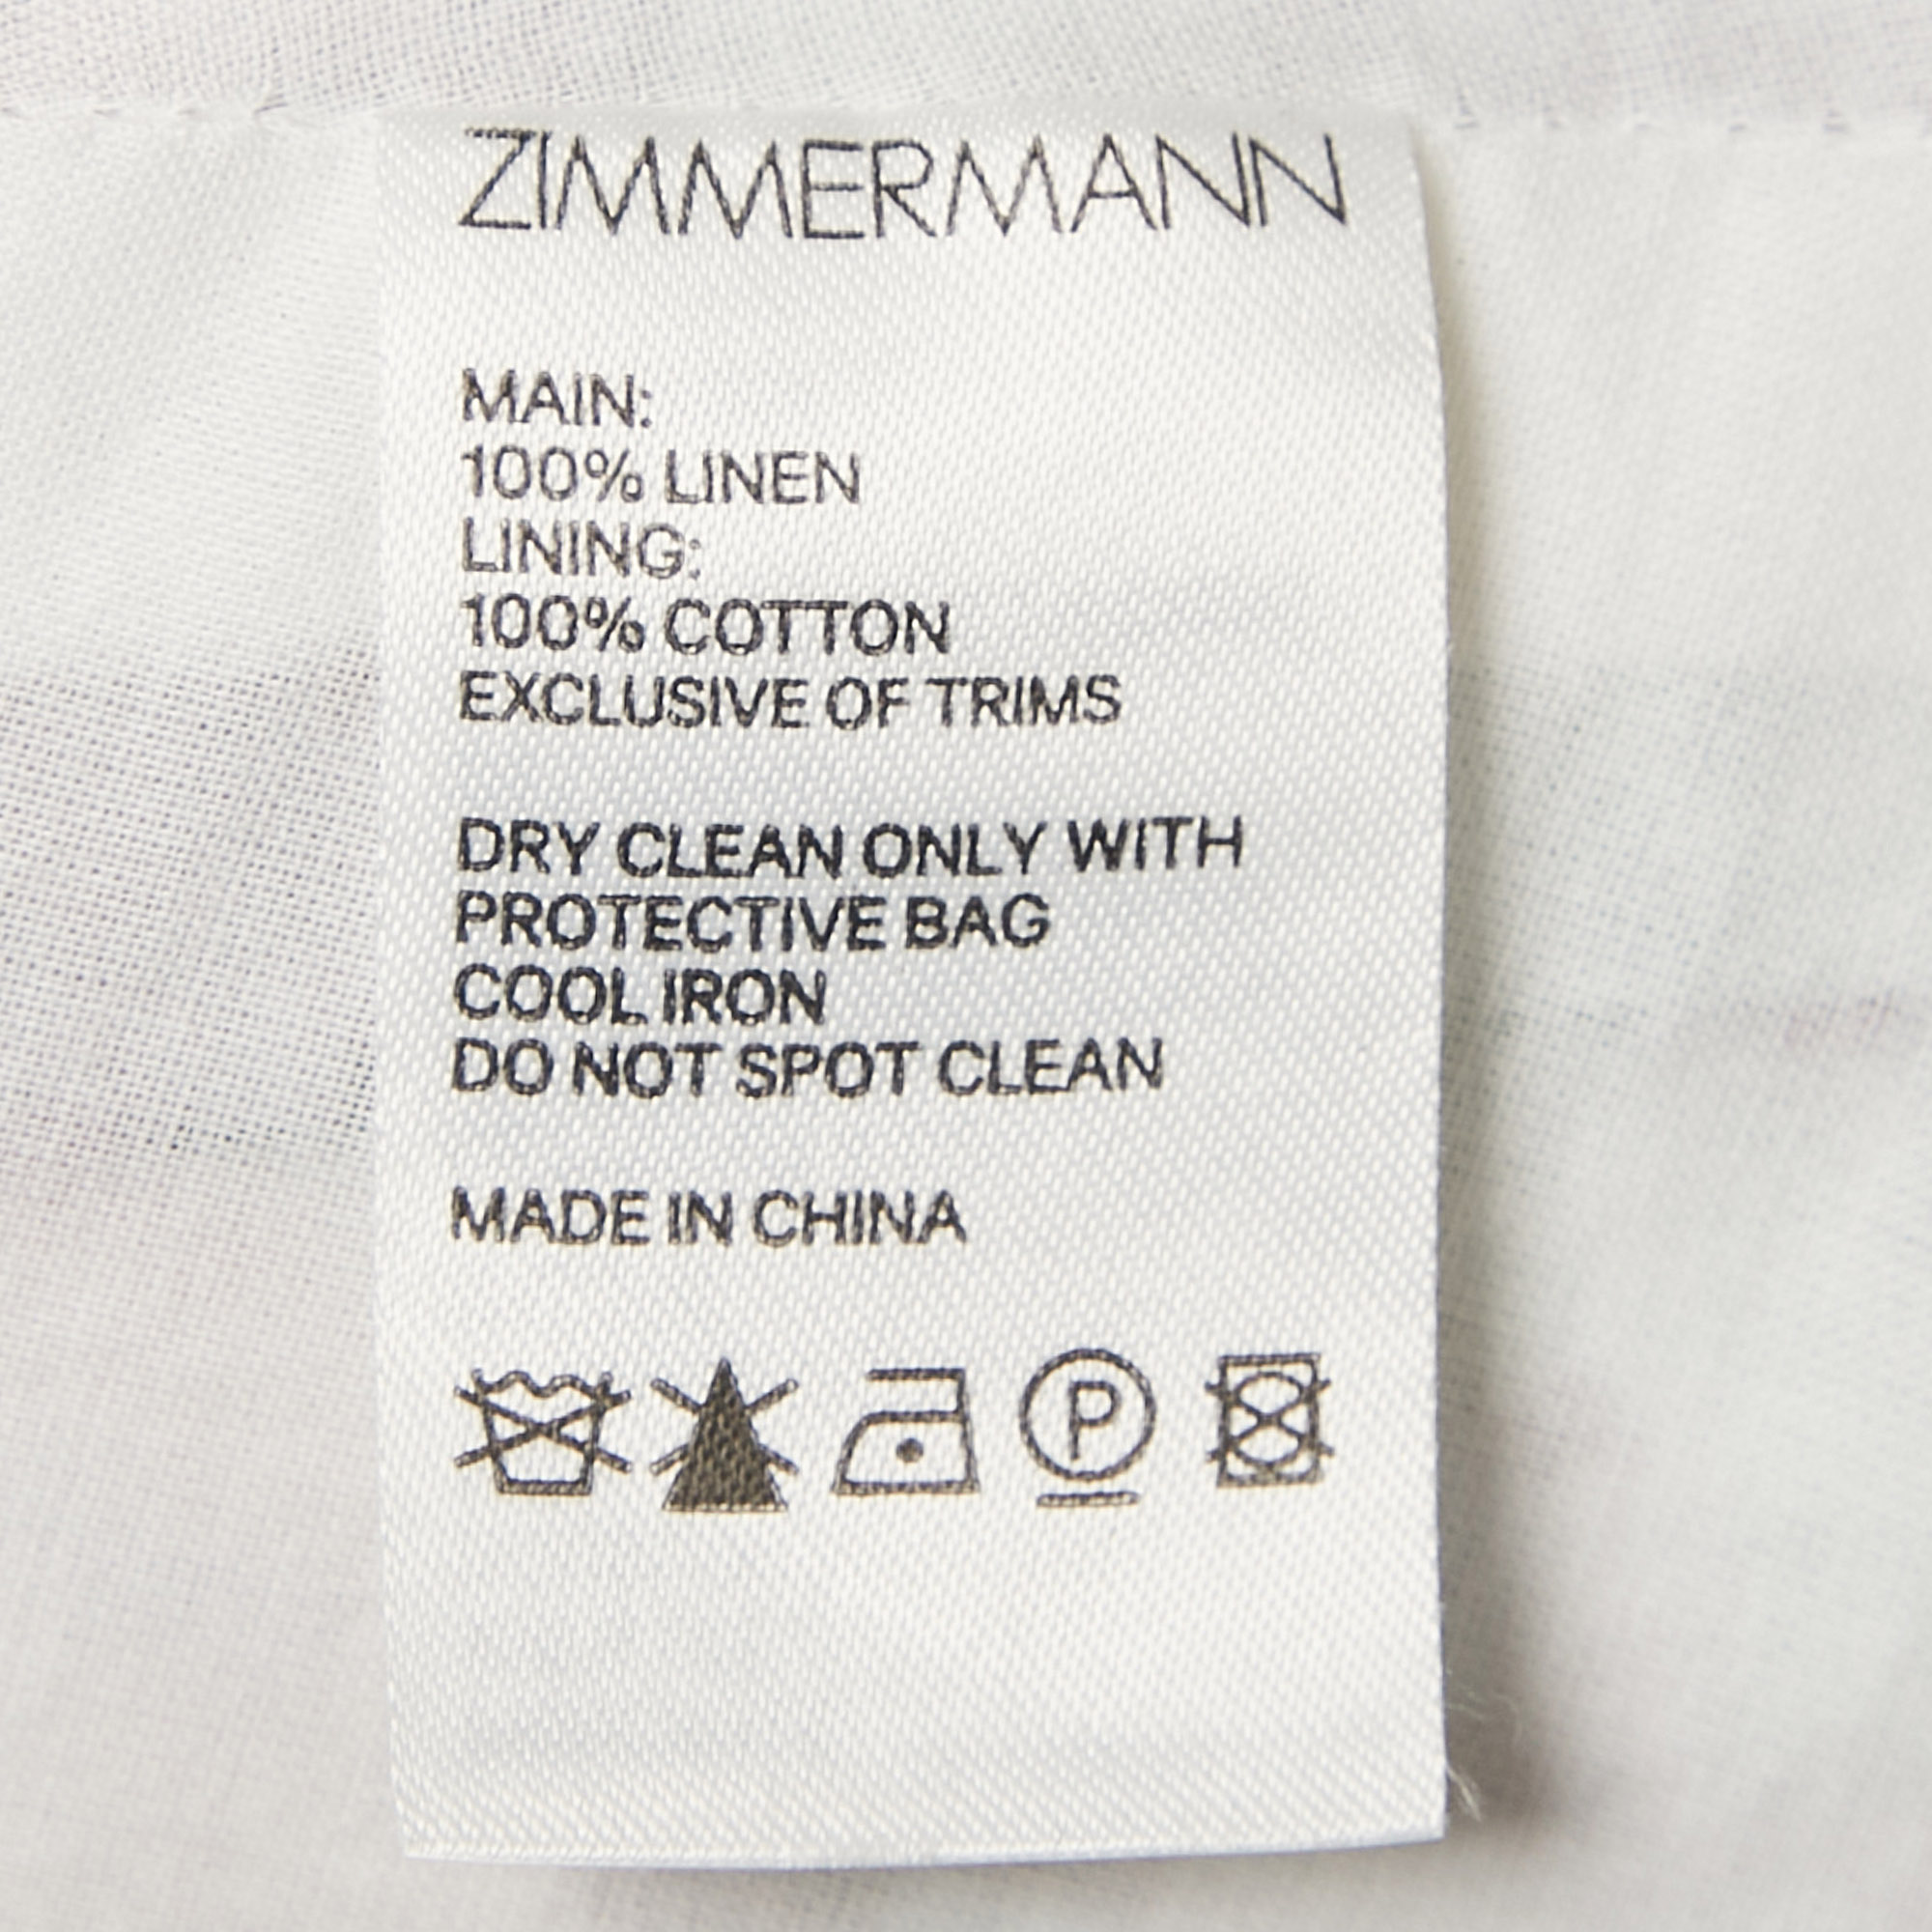 ZIMMERMANN
MAIN:
100% LINEN
LINING:
100% COTTON
EXCLUSIVE OF TRIMS
DRY CLEAN ONLY WITH
PROTECTIVE BAG
COOL IRON
DO NOT SPOT CLEAN
MADE IN CHINA
P